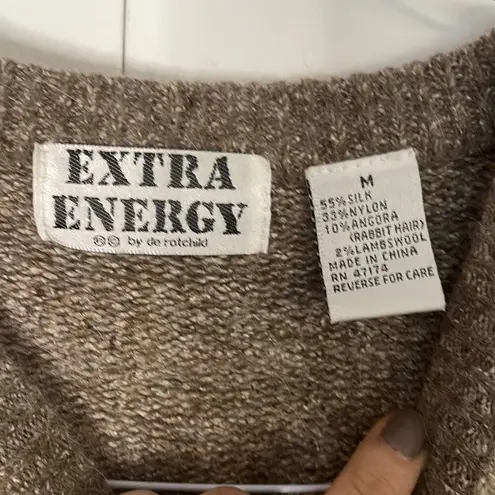 EXTRA
ENERGY
©® by de rotchild
M
55% SILK
33% NYLON
10% ANGORA
(RABBIT HAIR)
2% LAMBSWOOL
MADE IN CHINA
RN 47174
REVERSE FOR CARE